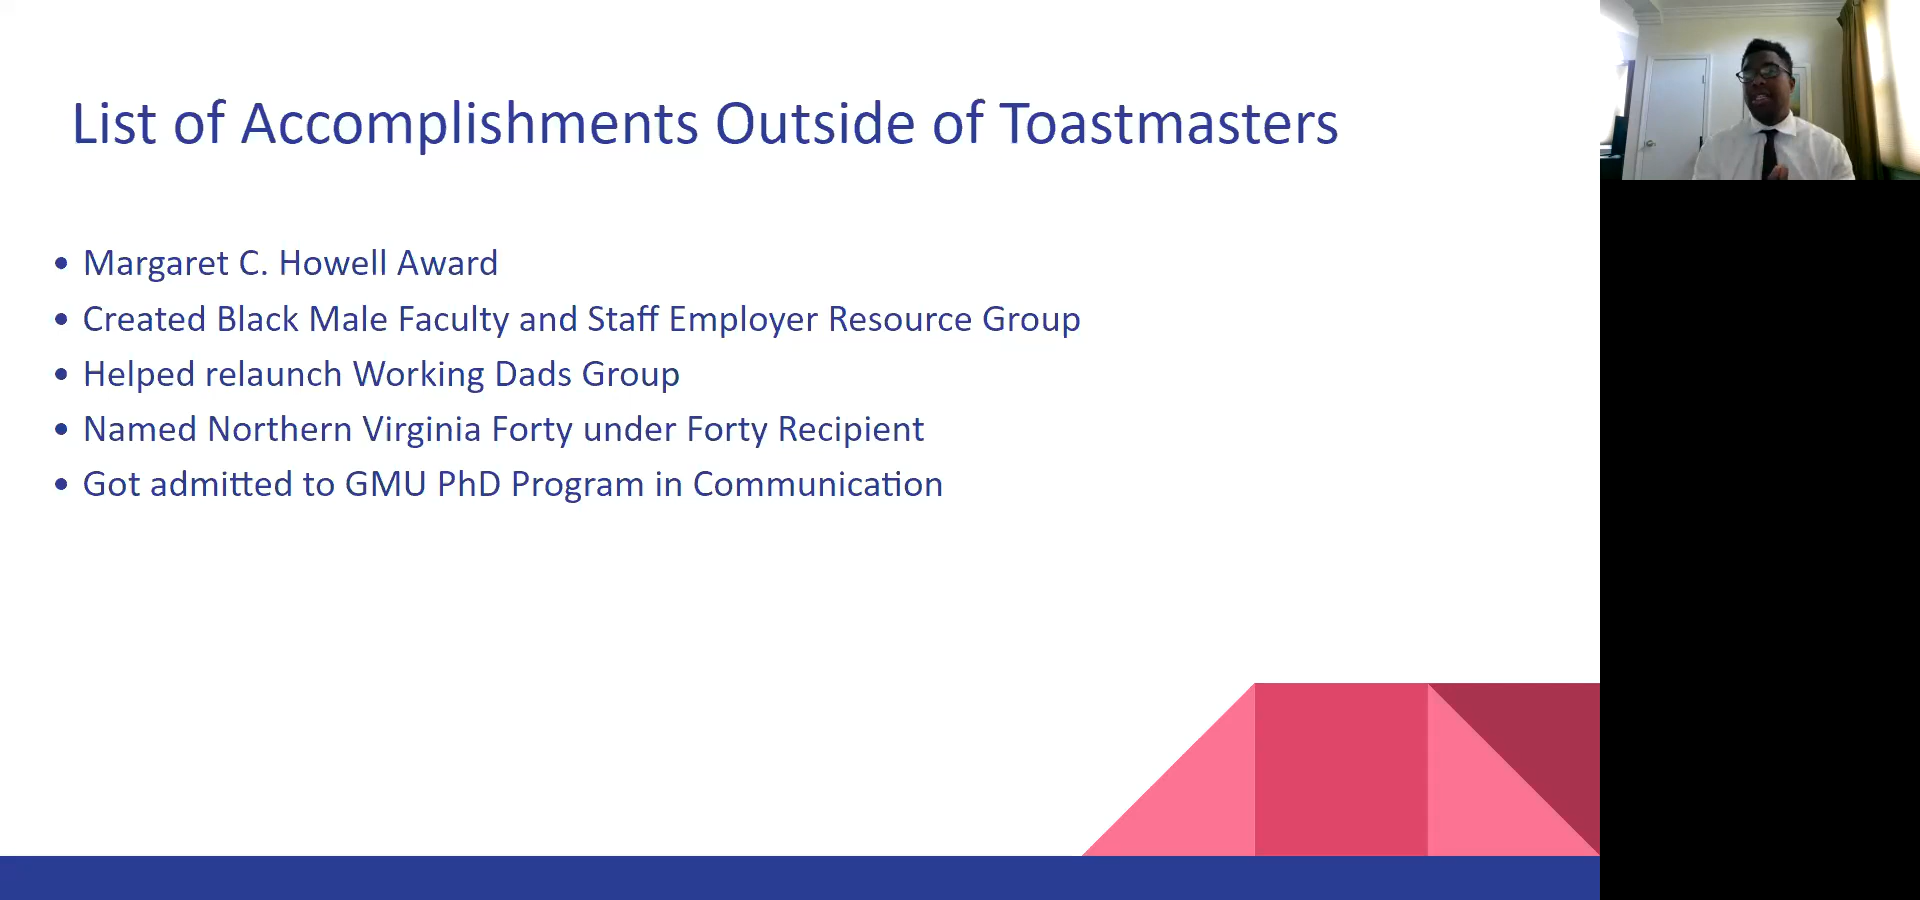 List of Accomplishments Outside of Toastmasters
• Margaret C. Howell Award
• Created Black Male Faculty and Staff Employer Resource Group
• Helped relaunch Working Dads Group
• Named Northern Virginia Forty under Forty Recipient
• Got admitted to GMU PhD Program in Communication